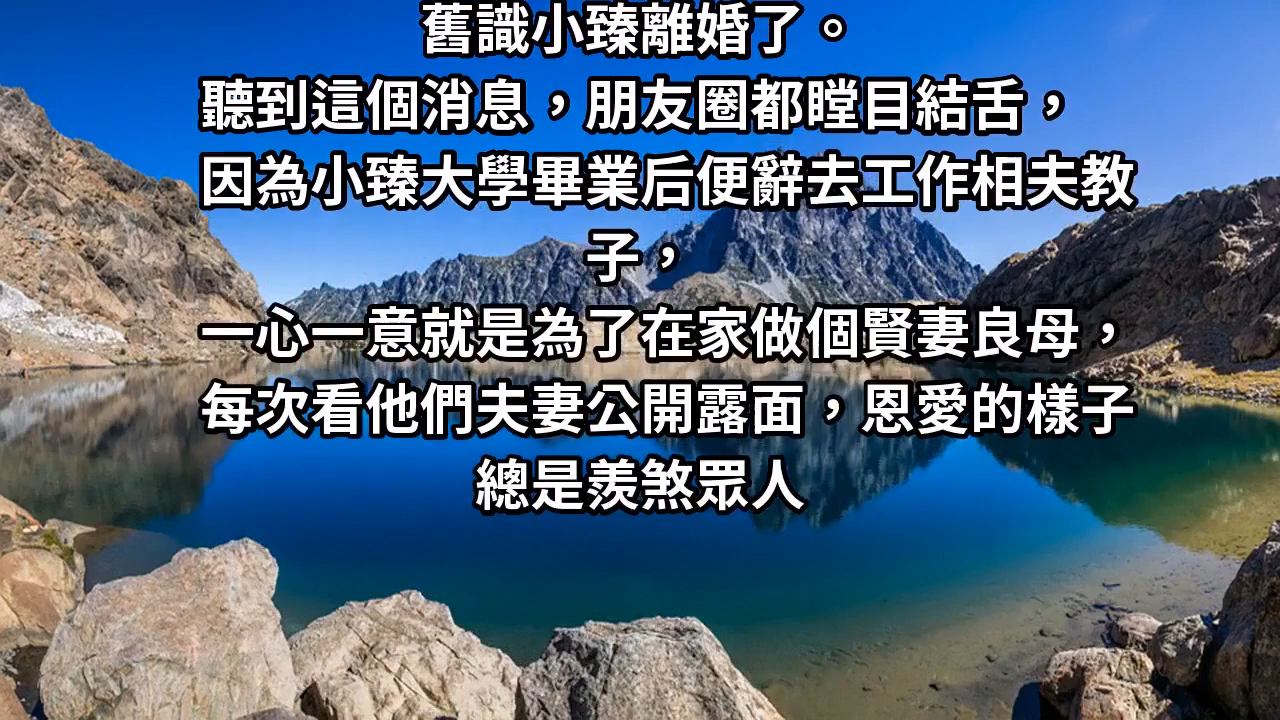 舊識小臻離婚了。
聽到這個消息，朋友圈都瞠目結舌，
因為小臻大學畢業后便辭去工作相夫教
子，
一心一意就是為了在家做個賢妻良母，
每次看他們夫妻公開露面，恩愛的樣子
總是羨煞眾人